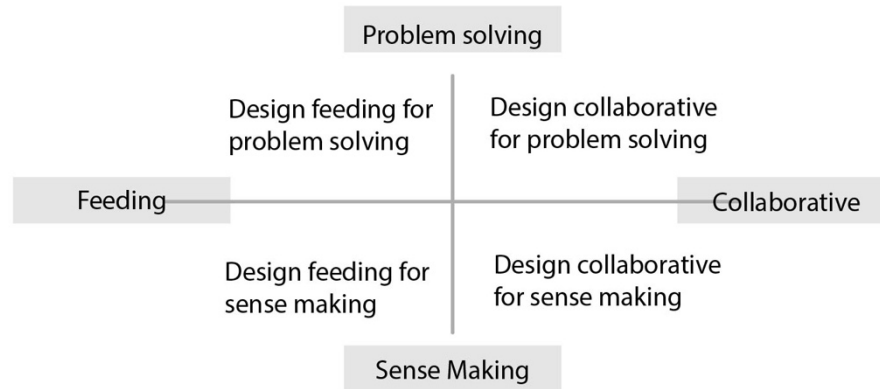 Problem solving
Design feeding for
problem solving
Design collaborative
for problem solving
Feeding
Collaborative
Design feeding for
sense making
Design collaborative
for sense making
Sense Making